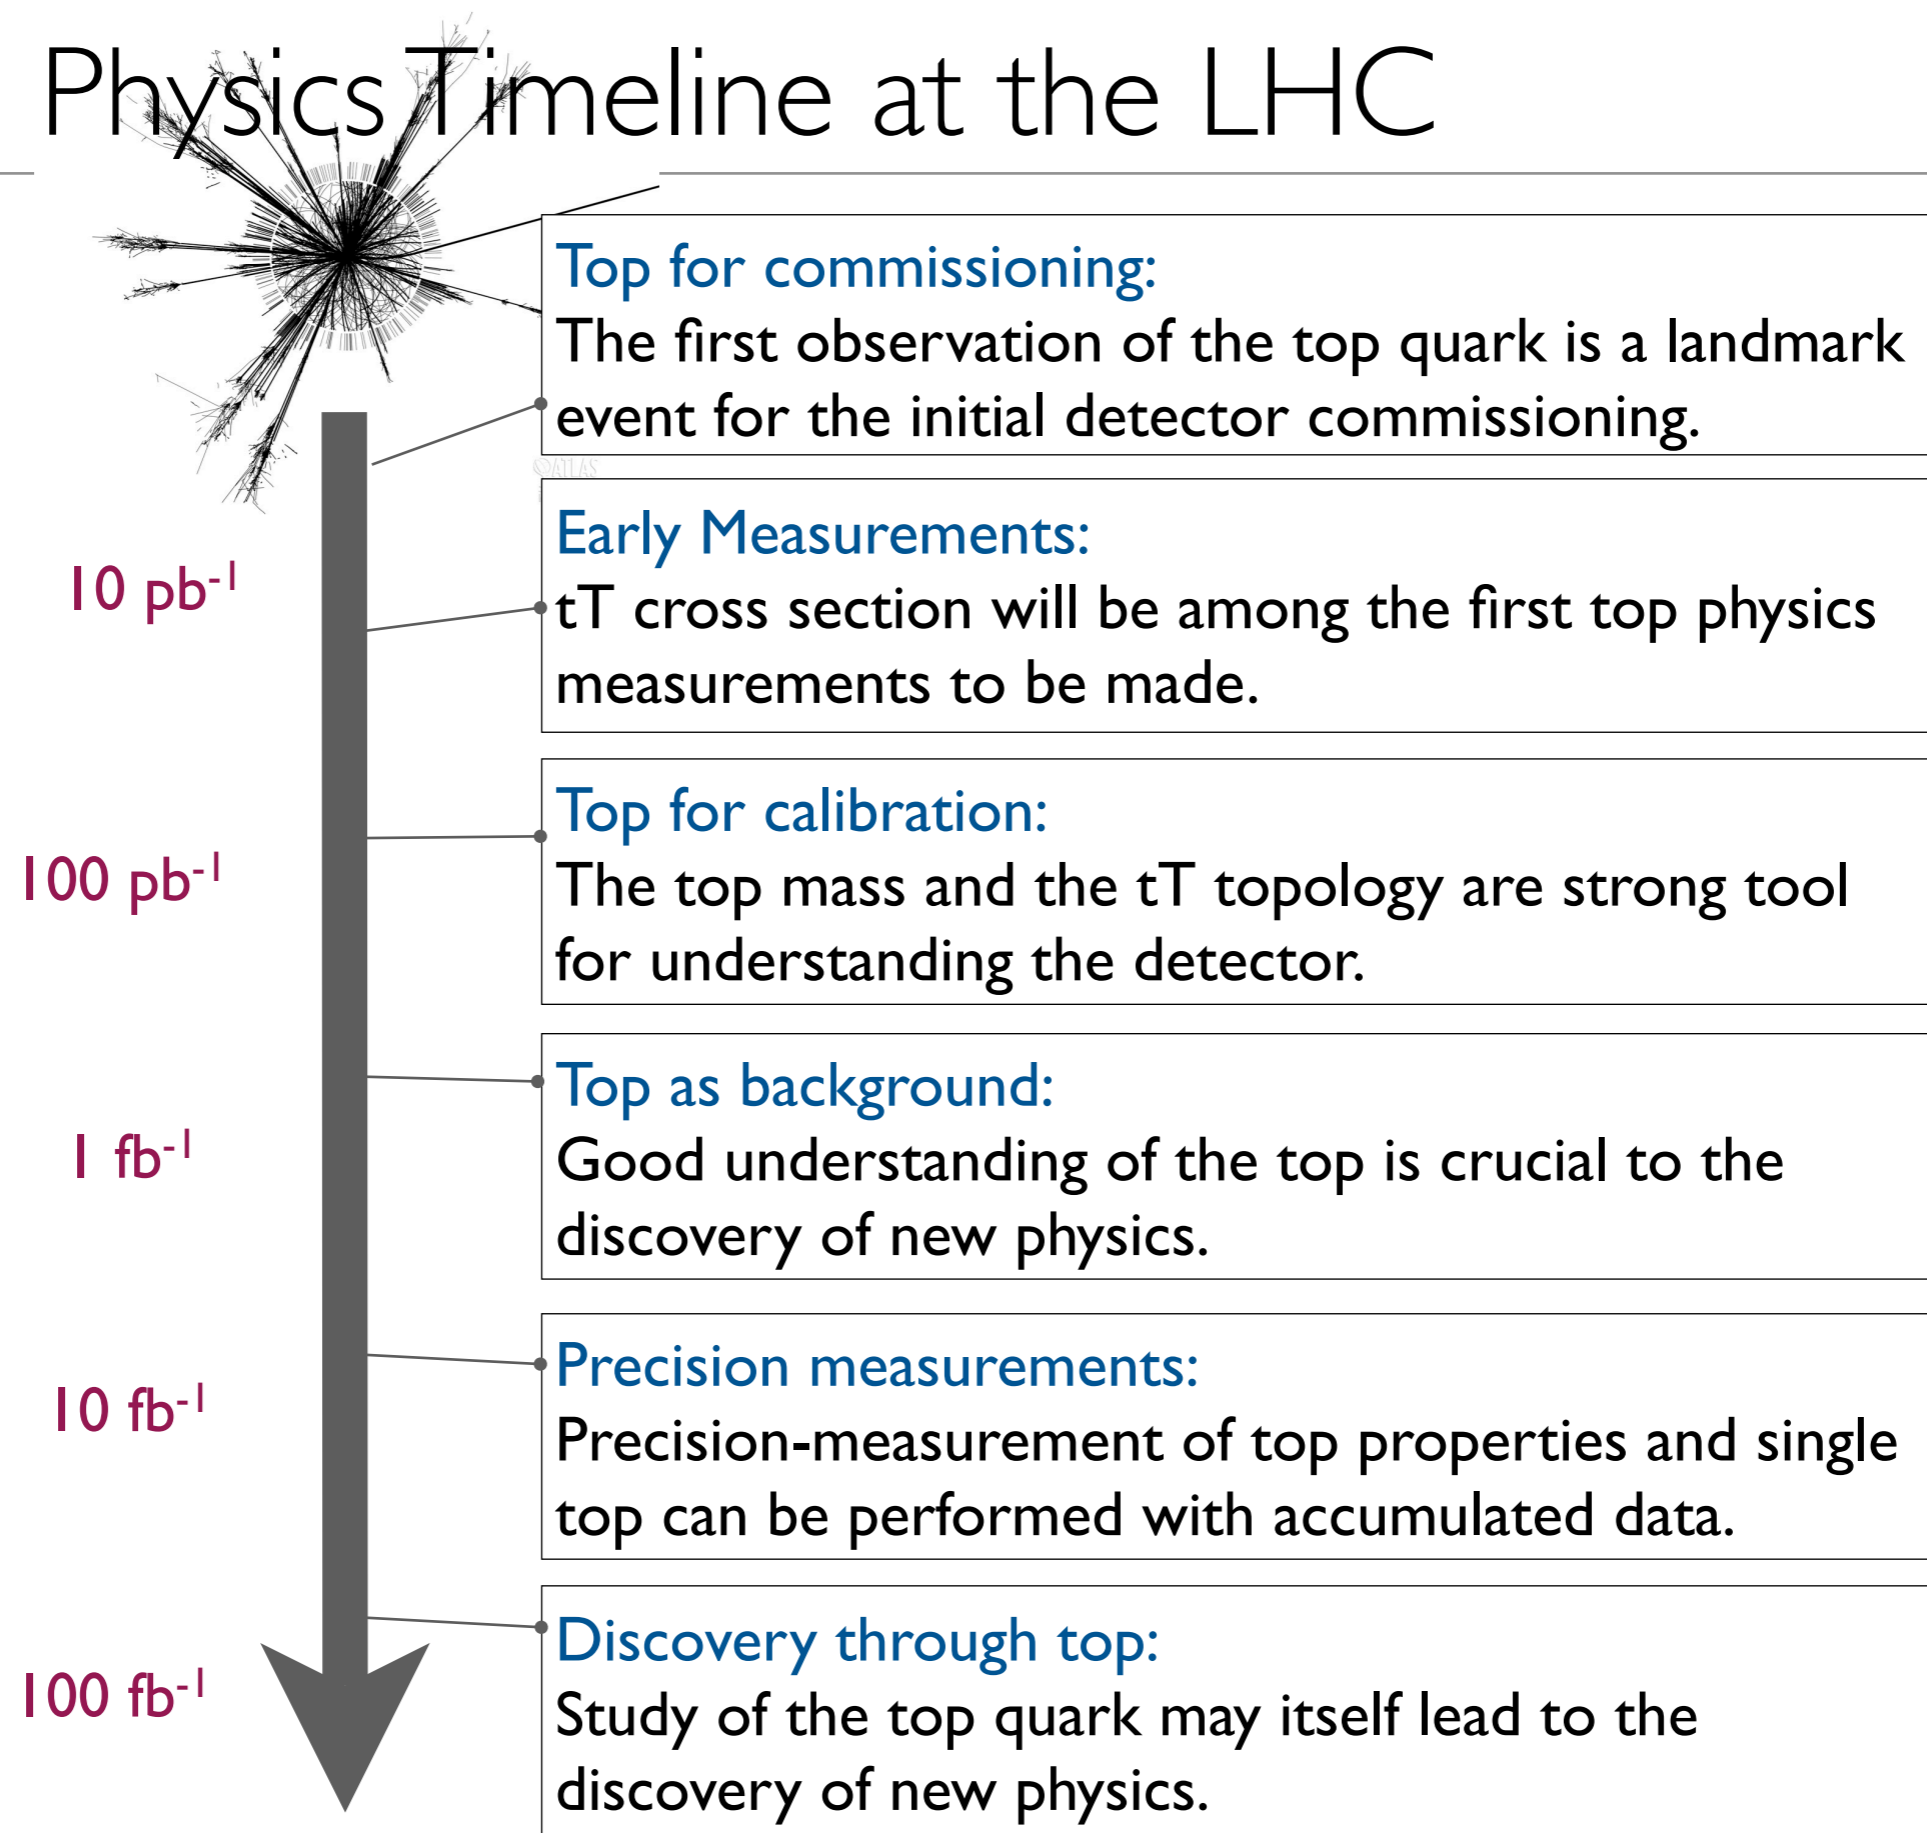 Physics Timeline at the LHC
Top for commissioning:
The first observation of the top quark is a landmark
event for the initial detector commissioning.
©ATLAS
10 pb-1
Early Measurements:
tT cross section will be among the first top physics
measurements to be made.
100 pb-1
Top for calibration:
The top mass and the tT topology are strong tool
for understanding the detector.
1 fb-1
Top as background:
Good understanding of the top is crucial to the
discovery of new physics.
10 fb-1
Precision measurements:
Precision-measurement of top properties and single
top can be performed with accumulated data.
100 fb-1
Discovery through top:
Study of the top quark may itself lead to the
discovery of new physics.